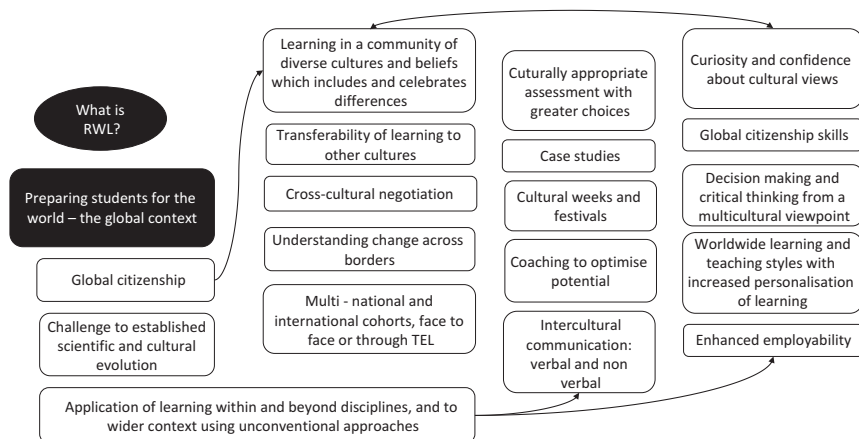 What is
RWL?
Preparing students for the
world – the global context
Global citizenship
Challenge to established
scientific and cultural
evolution
Application of learning within and beyond disciplines, and to
wider context using unconventional approaches
Learning in a community of
diverse cultures and beliefs
which includes and celebrates
differences
Transferability of learning to
other cultures
Cross-cultural negotiation
Understanding change across
borders
Multi - national and
international cohorts, face to
face or through TEL
Cuturally appropriate
assessment with
greater choices
Case studies
Cultural weeks and
festivals
Coaching to optimise
potential
Intercultural
communication:
verbal and non
verbal
Curiosity and confidence
about cultural views
Global citizenship skills
Decision making and
critical thinking from a
multicultural viewpoint
Worldwide learning and
teaching styles with
increased personalisation
of learning
Enhanced employability